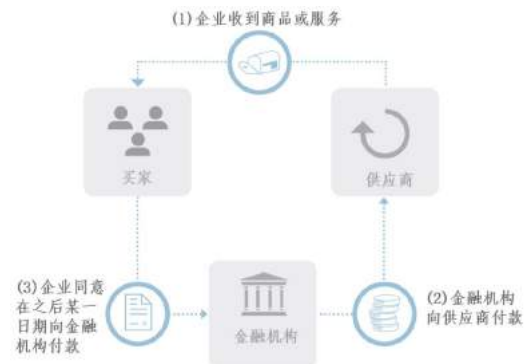 (1)企业收到商品或服务
买家
供应商
(3)企业同意
在之后某一
日期向金融
机构付款
金融机构
(2)金融机构
向供应商付款